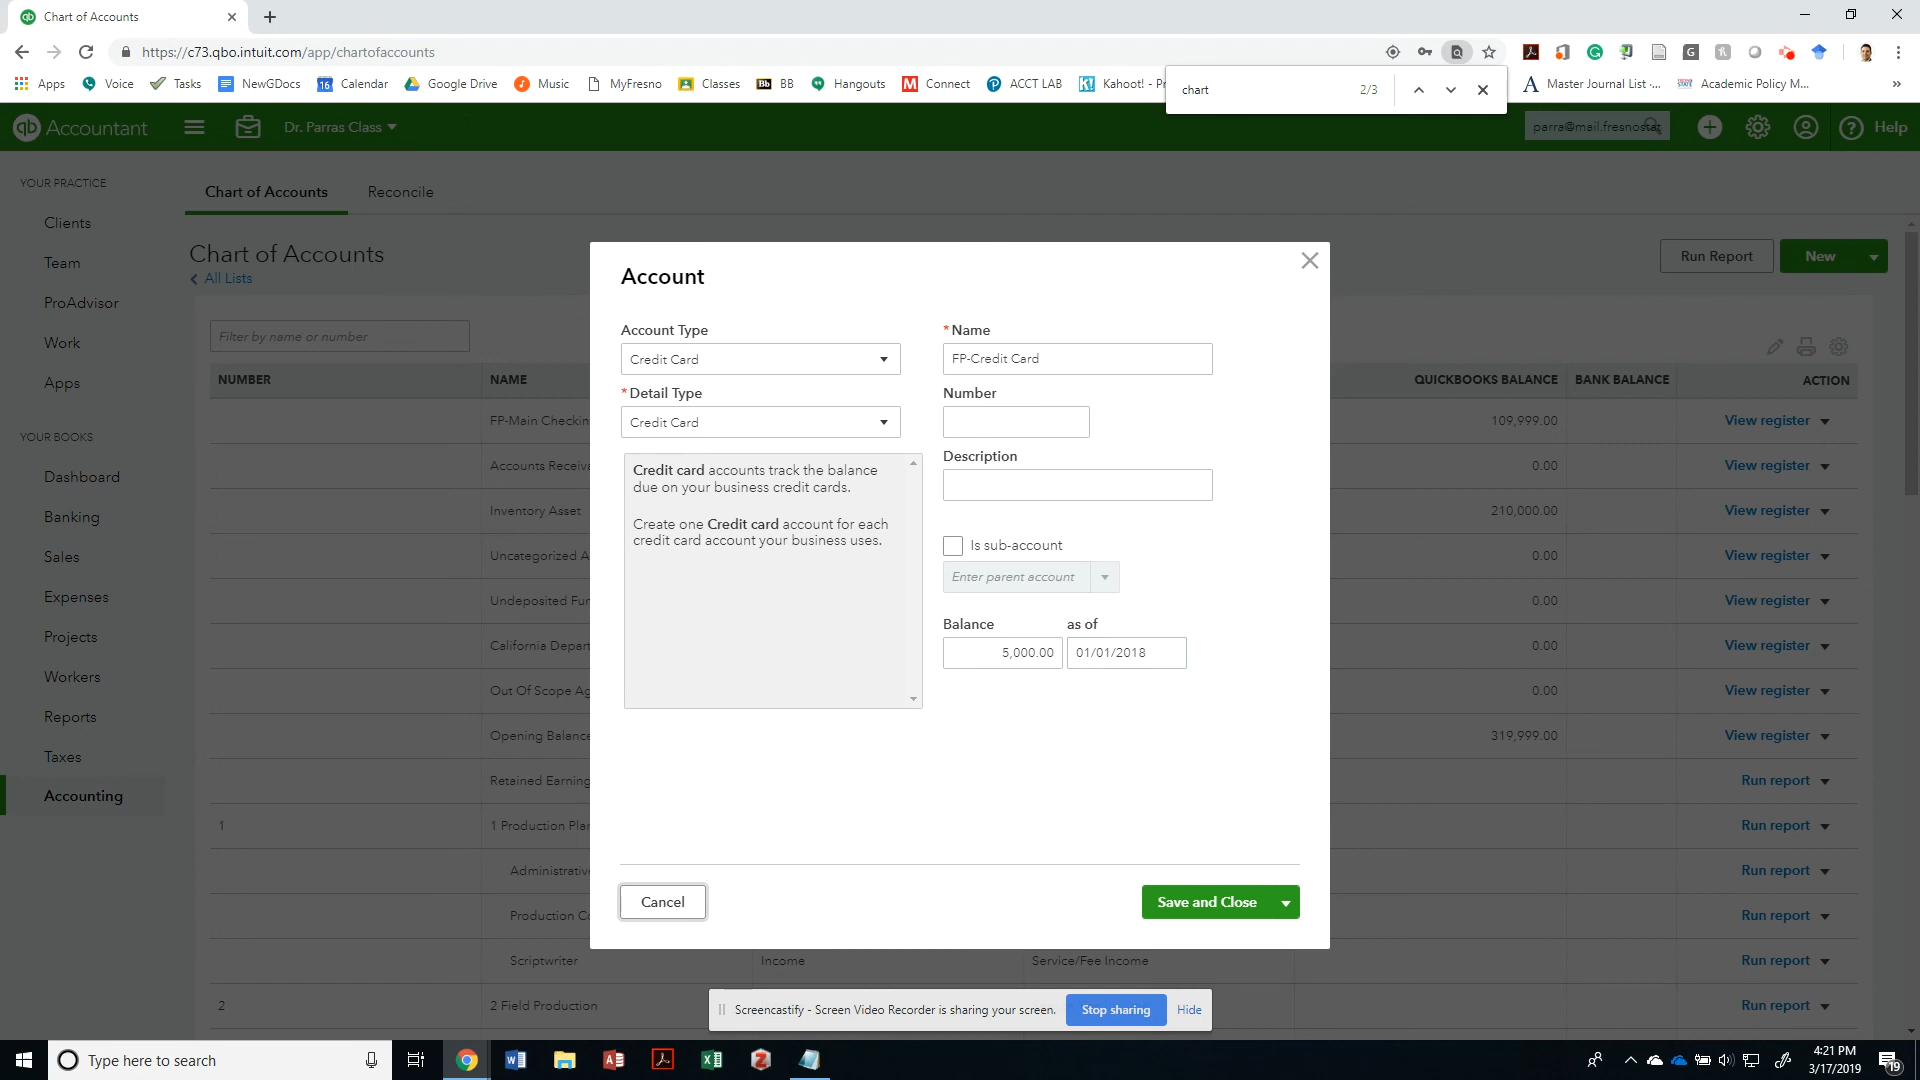 Chart of Accounts
https://c73.qbo.intuit.com/app/chartofaccounts
Apps Voice Tasks NewGDocs Calendar Google Drive Music MyFresno Classes BB Hangouts Connect ACCT LAB Kahoot! - Pr Master Journal List -... Academic Policy M...
chart 2/3
qb Accountant Dr. Parras Class parra@mail.fresnostat Help
YOUR PRACTICE
Clients
Team
ProAdvisor
Work
Apps
YOUR BOOKS
Dashboard
Banking
Sales
Expenses
Projects
Workers
Reports
Taxes
Accounting
Chart of Accounts Reconcile
Chart of Accounts
All Lists
Run Report New
Filter by name or number
NUMBER NAME QUICKBOOKS BALANCE BANK BALANCE ACTION
FP-Main Checkin 109,999.00 View register
Accounts Receiva 0.00 View register
Inventory Asset 210,000.00 View register
Uncategorized A 0.00 View register
Undeposited Fun 0.00 View register
California Depart 0.00 View register
Out Of Scope Ag 0.00 View register
Opening Balance 319,999.00 View register
Retained Earning Run report
1 1 Production Plan Run report
Administrative Run report
Production Co Run report
Scriptwriter Income Service/Fee Income Run report
2 2 Field Production Run report
Account
Account Type
Credit Card
* Detail Type
Credit Card
Credit card accounts track the balance
due on your business credit cards.
Create one Credit card account for each
credit card account your business uses.
* Name
FP-Credit Card
Number
Description
Is sub-account
Enter parent account
Balance as of
5,000.00 01/01/2018
Cancel Save and Close
Screencastify - Screen Video Recorder is sharing your screen. Stop sharing Hide
Type here to search
4:21 PM
3/17/2019
19